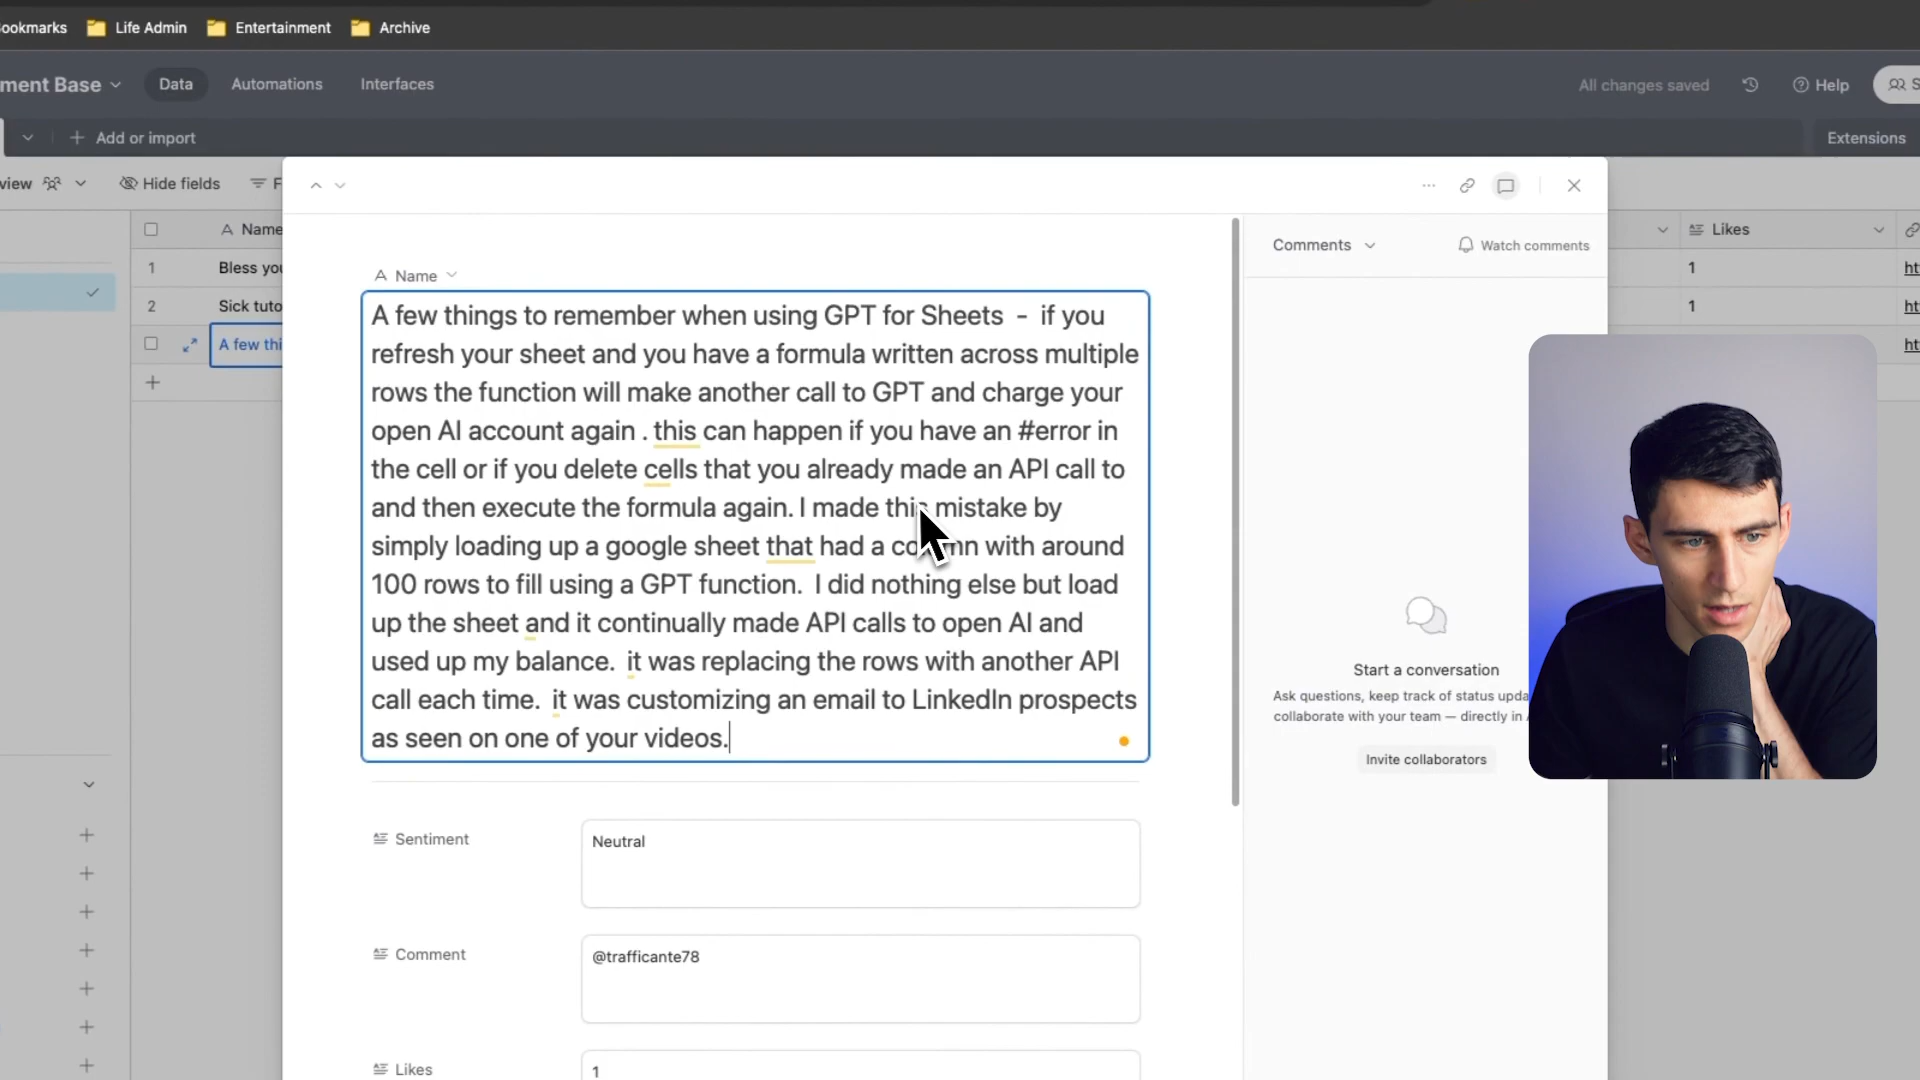 ookmarks
Life Admin
Entertainment
Archive
ment Base
Data
Automations
Interfaces
All changes saved
Help
S
+ Add or import
Extensions
view
Hide fields
F
Name
Likes
1
Bless you
1
ht
2
Sick tuto
1
ht
A few thi
ht
+
Name
A few things to remember when using GPT for Sheets  -  if you
refresh your sheet and you have a formula written across multiple
rows the function will make another call to GPT and charge your
open AI account again . this can happen if you have an #error in
the cell or if you delete cells that you already made an API call to
and then execute the formula again. I made this mistake by
simply loading up a google sheet that had a column with around
100 rows to fill using a GPT function.  I did nothing else but load
up the sheet and it continually made API calls to open AI and
used up my balance.  it was replacing the rows with another API
call each time.  it was customizing an email to LinkedIn prospects
as seen on one of your videos.
Sentiment
Neutral
Comment
@trafficante78
Likes
1
Comments
Watch comments
Start a conversation
Ask questions, keep track of status upda
collaborate with your team — directly in A
Invite collaborators